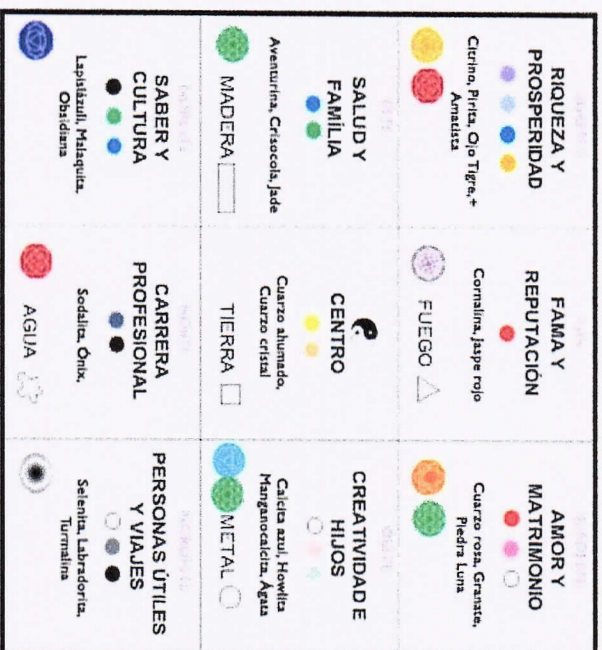 RIQUEZA Y
PROSPERIDAD
Citrino, Pirita, Ojo Tigre,+
Amatista
FAMA Y
REPUTACIÓN
Cornalina, Jaspe rojo
FUEGO
AMOR Y
MATRIMONIO
Cuarzo rosa, Granate,
Piedra Luna
SALUD Y
FAMÍLIA
Aventurina, Crisocola, Jade
MADERA
CENTRO
Cuarzo ahumado,
Cuarzo cristal
TIERRA
CREATIVIDAD E
HIJOS
Calcita azul, Howlita
Manganocalcita, Ágata
METAL
SABER Y
CULTURA
Lapislázuli, Malaquita,
Obsidiana
CARRERA
PROFESIONAL
Sodalita, Ónix,
AGUA
PERSONAS ÚTILES
Y VIAJES
Selenita, Labradorita,
Turmalina